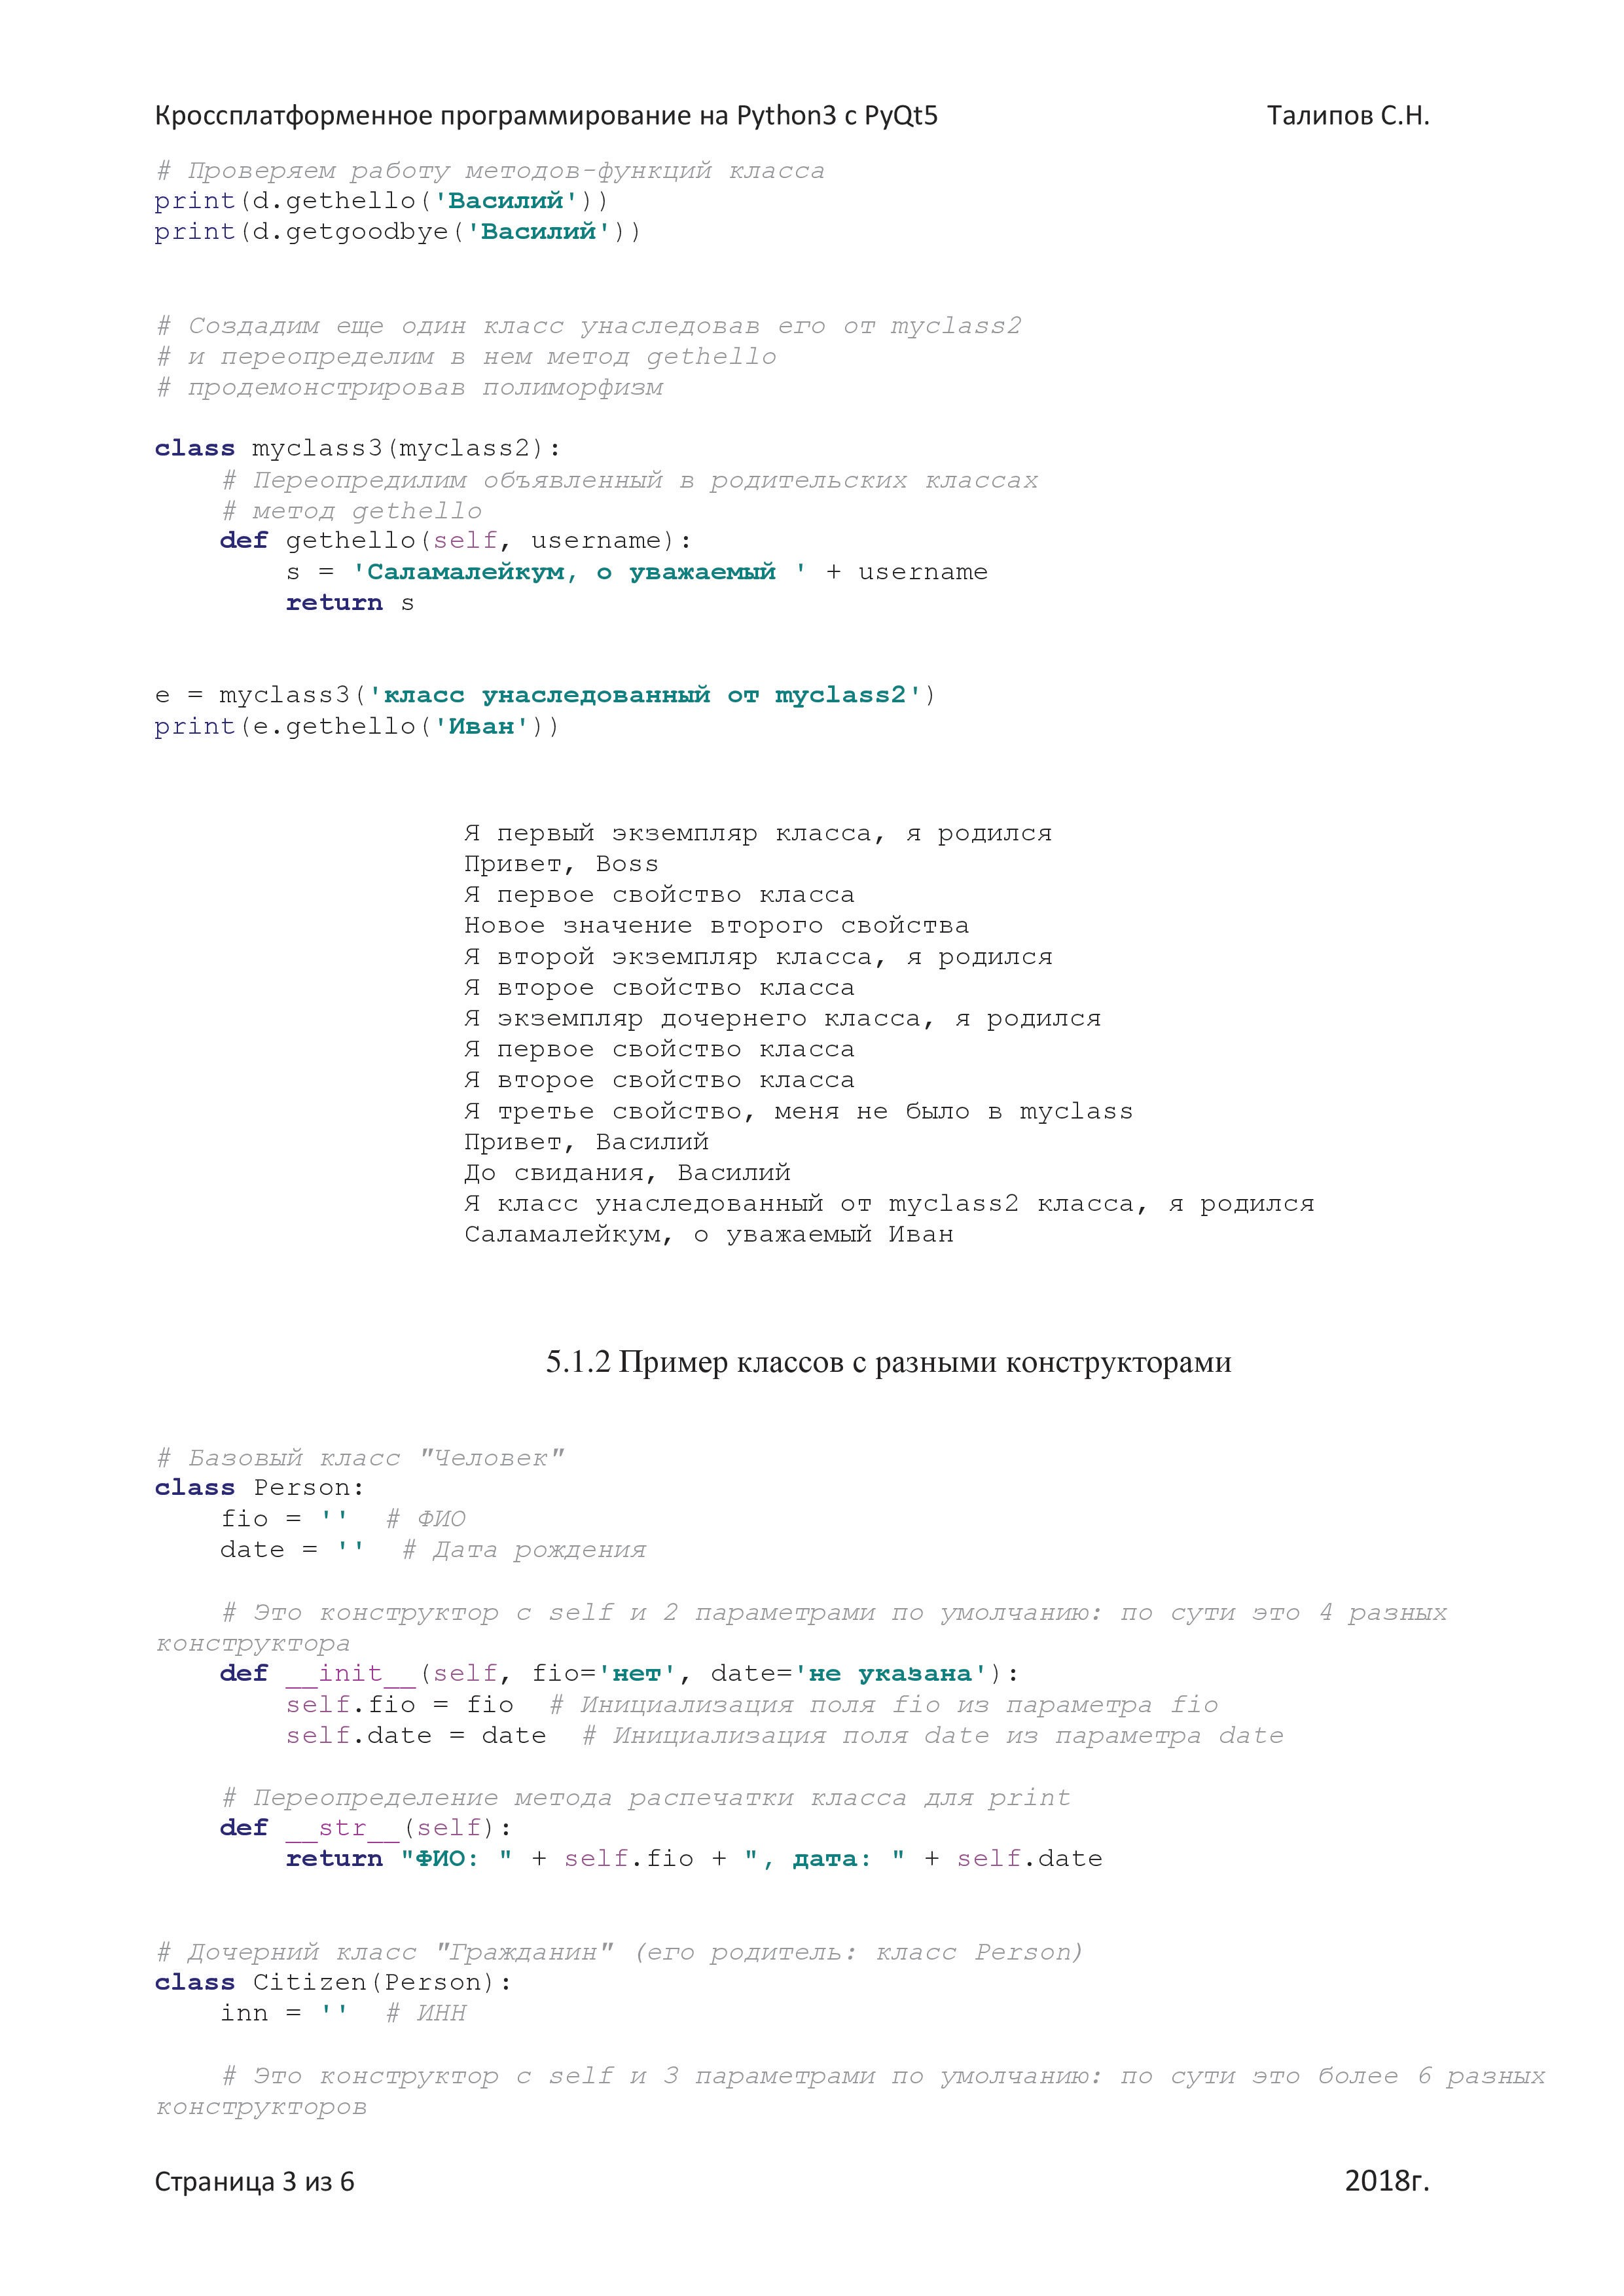 Кроссплатформенное программирование на Python3 с PyQt5 Талипов С.Н.
# Проверяем работу методов-функций класса
print(d.gethello('Василий'))
print(d.getgoodbye('Василий'))
# Создадим еще один класс унаследовав его от myclass2
# и переопределим в нем метод gethello
# продемонстрировав полиморфизм
class myclass3(myclass2):
    # Переопредилим объявленный в родительских классах
    # метод gethello
    def gethello(self, username):
        s = 'Саламалейкум, о уважаемый ' + username
        return s
e = myclass3('класс унаследованный от myclass2')
print(e.gethello('Иван'))
Я первый экземпляр класса, я родился
Привет, Boss
Я первое свойство класса
Новое значение второго свойства
Я второй экземпляр класса, я родился
Я второе свойство класса
Я экземпляр дочернего класса, я родился
Я первое свойство класса
Я второе свойство класса
Я третье свойство, меня не было в myclass
Привет, Василий
До свидания, Василий
Я класс унаследованный от myclass2 класса, я родился
Саламалейкум, о уважаемый Иван
5.1.2 Пример классов с разными конструкторами
# Базовый класс "Человек"
class Person:
    fio = ''  # ФИО
    date = ''  # Дата рождения
    # Это конструктор с self и 2 параметрами по умолчанию: по сути это 4 разных
конструктора
    def __init__(self, fio='нет', date='не указана'):
        self.fio = fio  # Инициализация поля fio из параметра fio
        self.date = date  # Инициализация поля date из параметра date
    # Переопределение метода распечатки класса для print
    def __str__(self):
        return "ФИО: " + self.fio + ", дата: " + self.date
# Дочерний класс "Гражданин" (его родитель: класс Person)
class Citizen(Person):
    inn = ''  # ИНН
    # Это конструктор с self и 3 параметрами по умолчанию: по сути это более 6 разных
конструкторов
Страница 3 из 6 2018г.